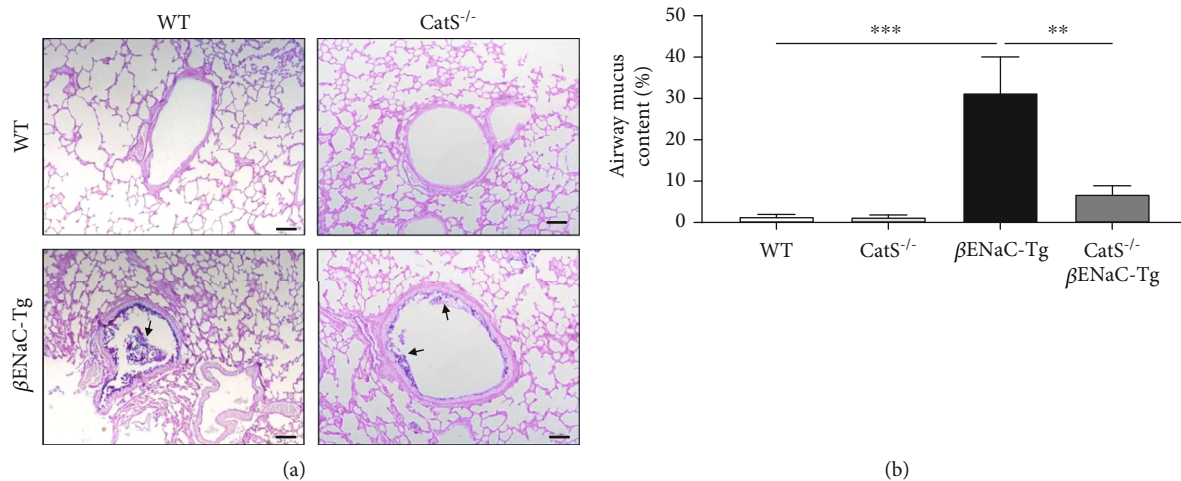 WT
CatS-/-
WT
βENaC-Tg
(a)
Airway mucus
content (%)
50
40
30
20
10
0
***
**
WT
CatS-/-
βENaC-Tg
CatS-/-
βENaC-Tg
(b)